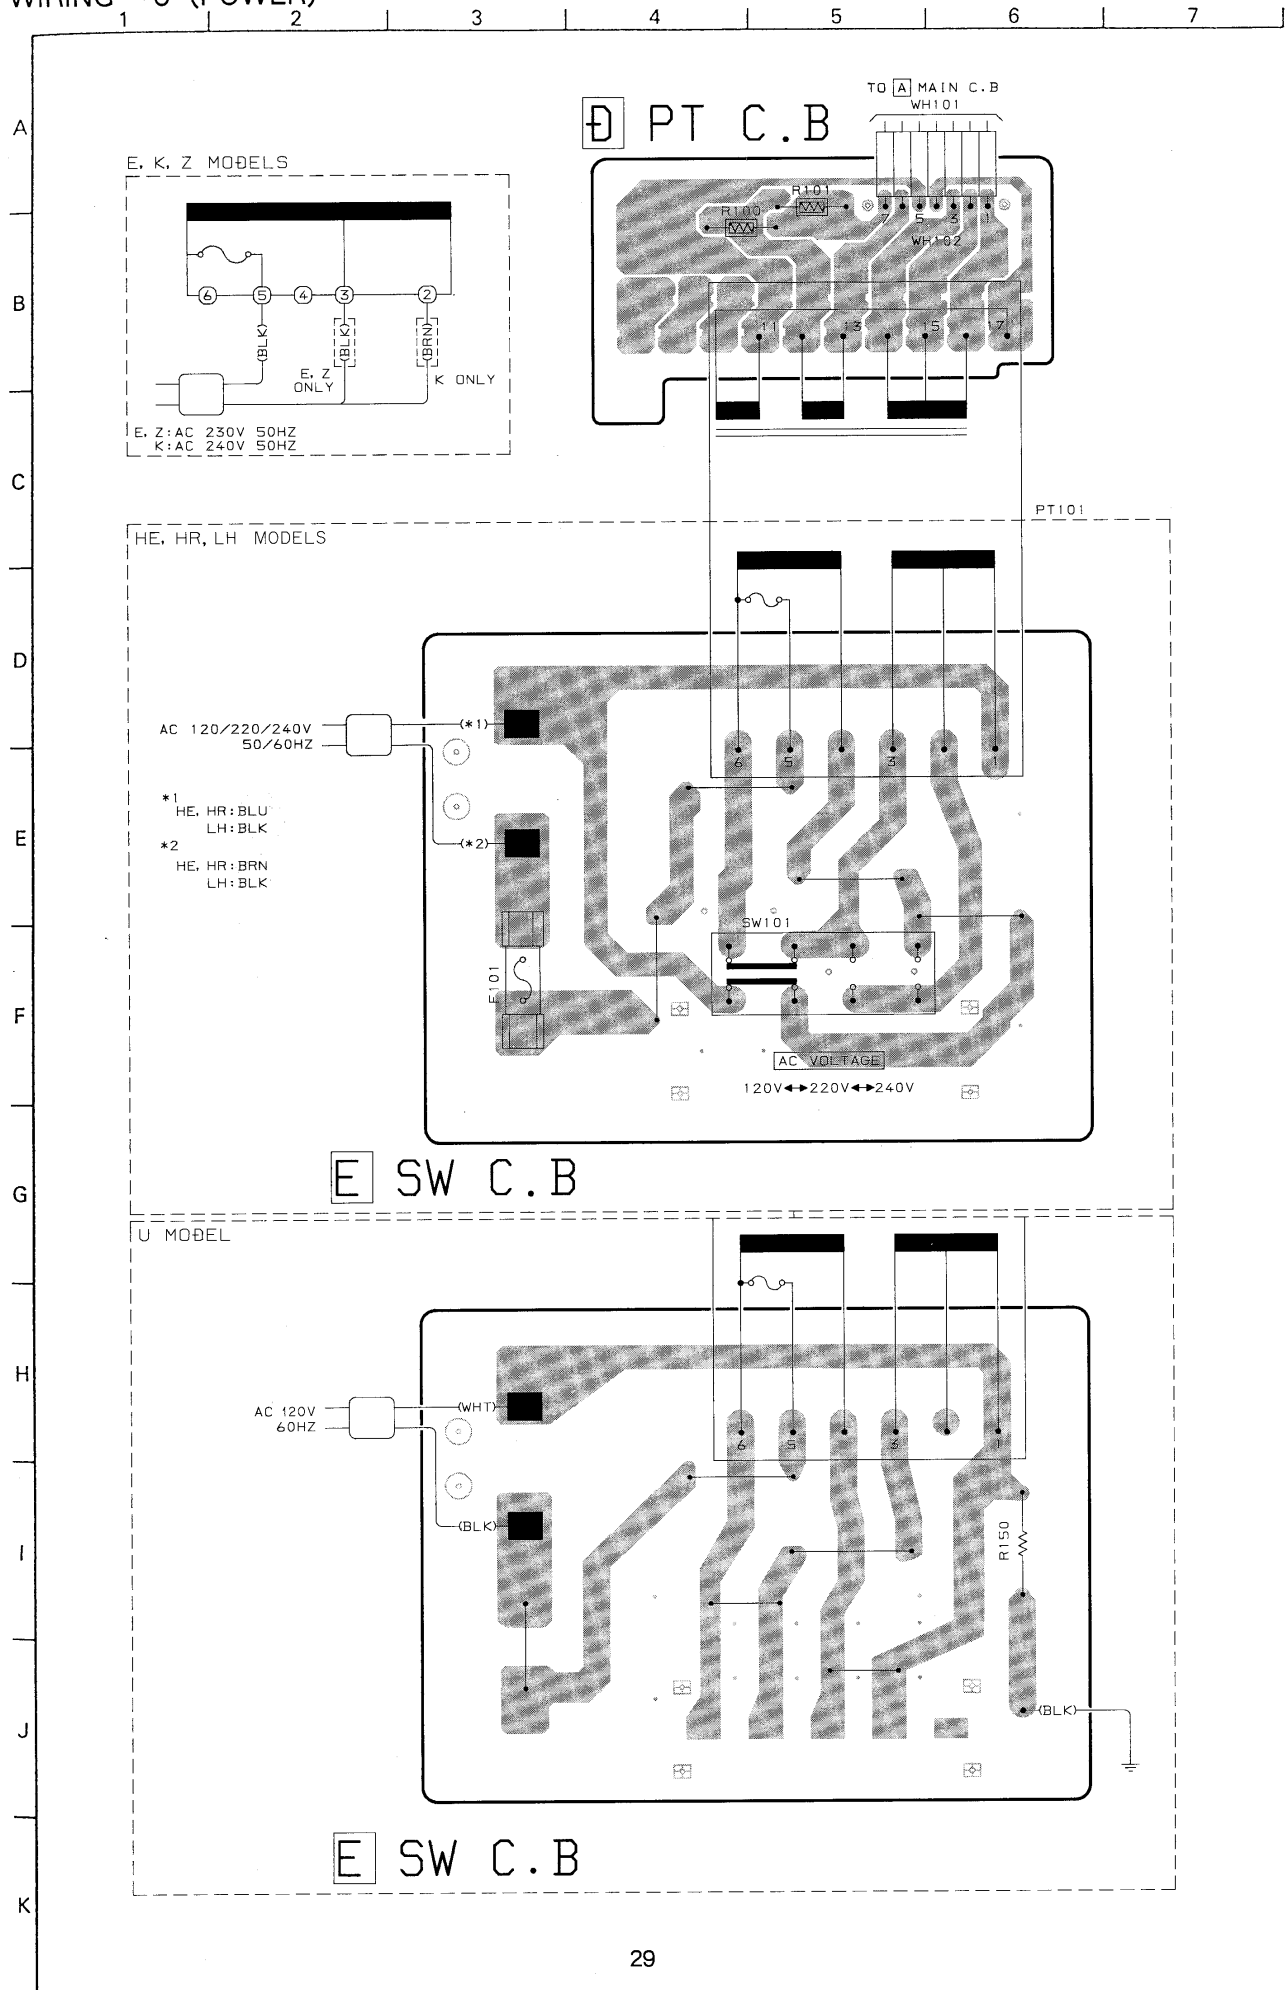 (POWER)
1 2 3 4 5 6 7
A
TO A MAIN C.B
WH101
D PT C.B
E, K, Z MODELS
R101
R100
7 5 3 1
WH102
B
6 5 4 3 2
11 13 15 17
BLK
(BLK)
(BRN)
E, Z
ONLY
K ONLY
E, Z:AC 230V 50HZ
K:AC 240V 50HZ
C
PT101
HE, HR, LH MODELS
D
AC 120/220/240V
50/60HZ
(*1)
6 5 3 1
*1
HE, HR:BLU
LH:BLK
*2
HE, HR:BRN
LH:BLK
E
(*2)
SW101
F101
F
AC VOLTAGE
120V↔220V↔240V
G
E SW C.B
U MODEL
H
AC 120V
60HZ
(WHT)
6 5 3 1
(BLK)
I
R150
J
(BLK)
E SW C.B
K
29